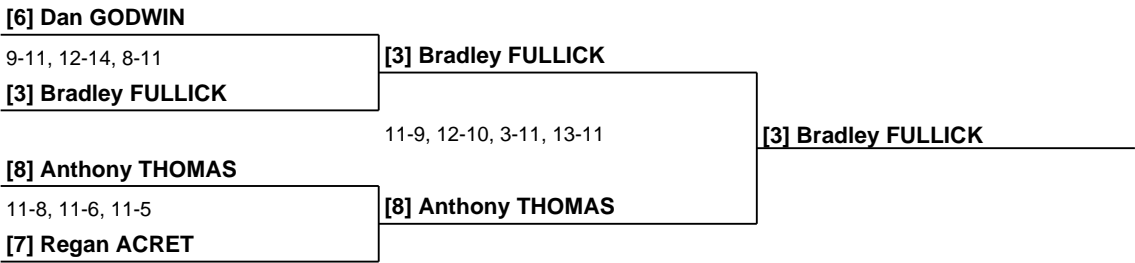 [6] Dan GODWIN
9-11, 12-14, 8-11
[3] Bradley FULLICK
[3] Bradley FULLICK
11-9, 12-10, 3-11, 13-11
[3] Bradley FULLICK
[8] Anthony THOMAS
11-8, 11-6, 11-5
[8] Anthony THOMAS
[7] Regan ACRET